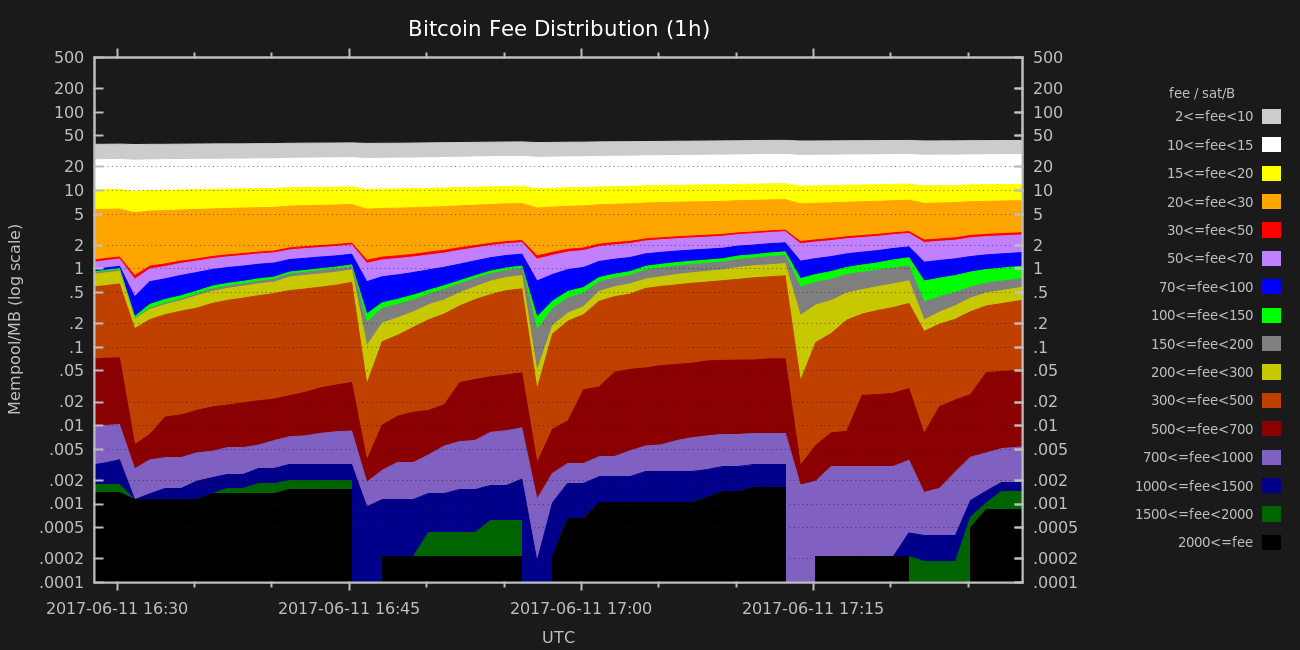 Bitcoin Fee Distribution (1h)
Mempool/MB (log scale)
500
200
100
50
20
10
5
2
1
.5
.2
.1
.05
.02
.01
.005
.002
.001
.0005
.0002
.0001
500
200
100
50
20
10
5
2
1
.5
.2
.1
.05
.02
.01
.005
.002
.001
.0005
.0002
.0001
2017-06-11 16:30
2017-06-11 16:45
2017-06-11 17:00
2017-06-11 17:15
UTC
fee / sat/B
2<=fee<10
10<=fee<15
15<=fee<20
20<=fee<30
30<=fee<50
50<=fee<70
70<=fee<100
100<=fee<150
150<=fee<200
200<=fee<300
300<=fee<500
500<=fee<700
700<=fee<1000
1000<=fee<1500
1500<=fee<2000
2000<=fee